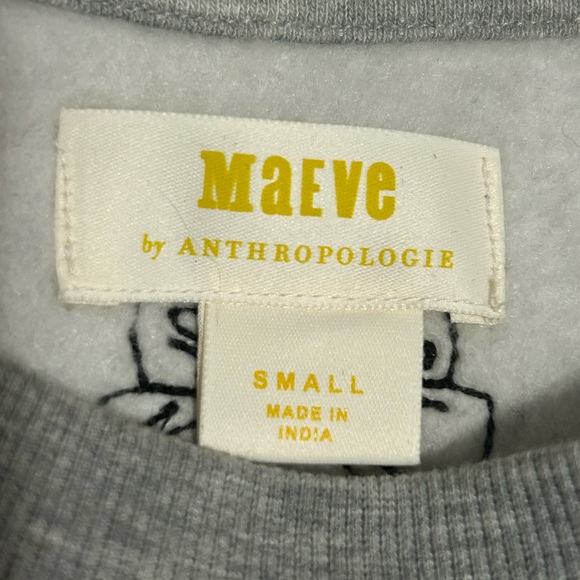 MaEVe
by ANTHROPOLOGIE
SMALL
MADE IN
INDIA